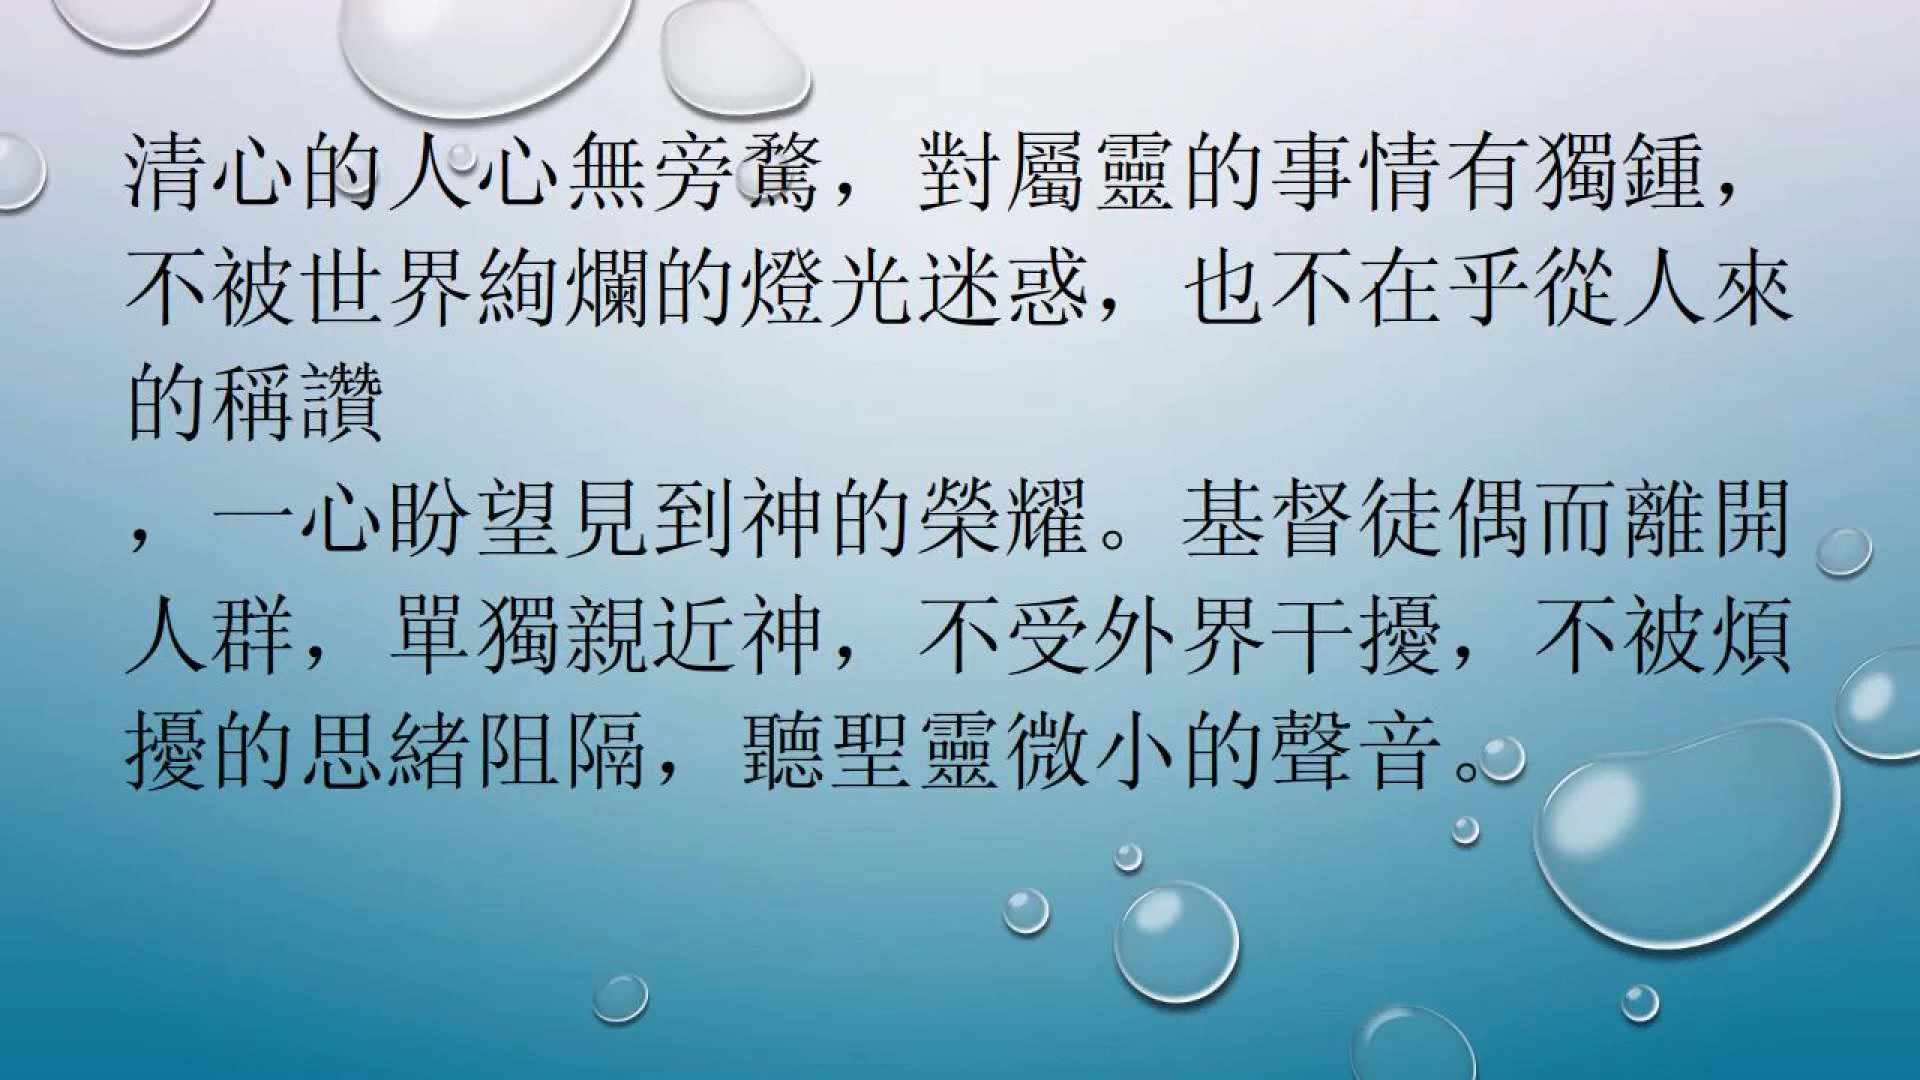 清心的人心無旁騖，對屬靈的事情有獨鍾，
不被世界絢爛的燈光迷惑，也不在乎從人來
的稱讚
，一心盼望見到神的榮耀。基督徒偶而離開
人群，單獨親近神，不受外界干擾，不被煩
擾的思緒阻隔，聽聖靈微小的聲音。